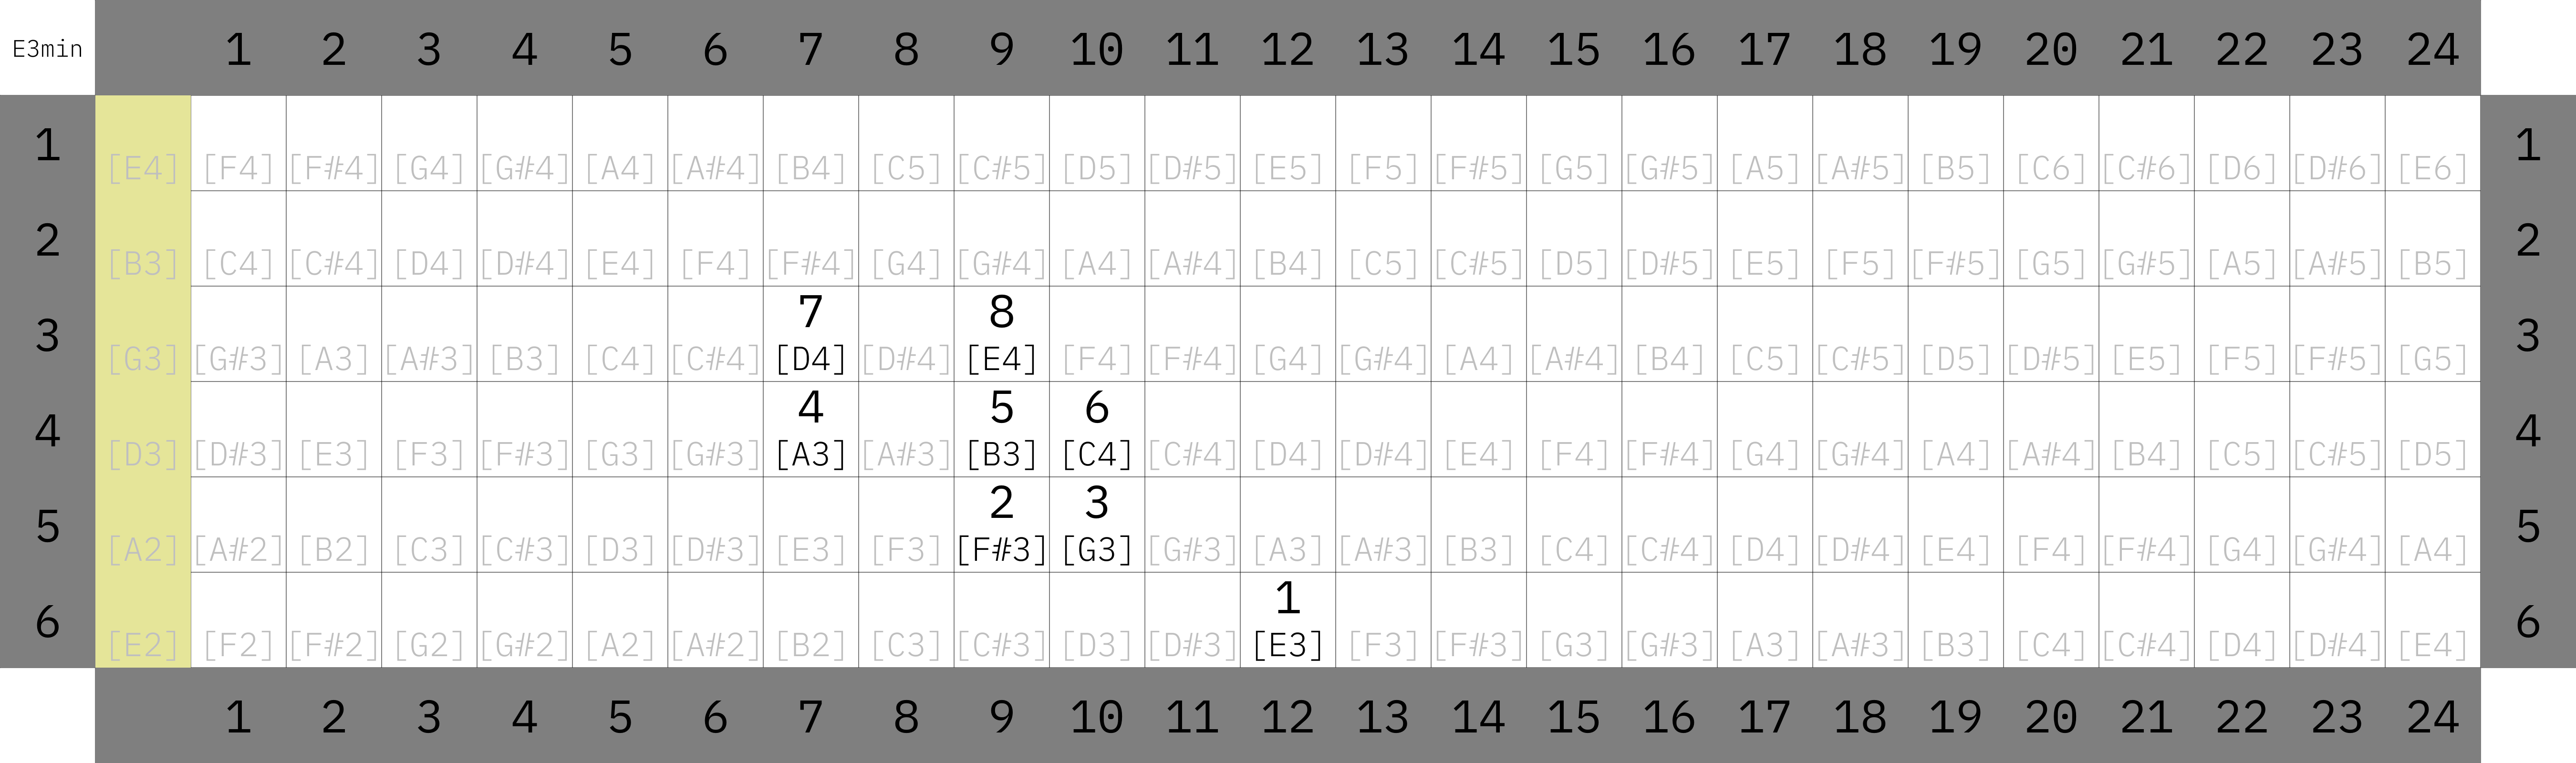 E3min 1 2 3 4 5 6 7 8 9 10 11 12 13 14 15 16 17 18 19 20 21 22 23 24
1 [E4] [F4] [F#4] [G4] [G#4] [A4] [A#4] [B4] [C5] [C#5] [D5] [D#5] [E5] [F5] [F#5] [G5] [G#5] [A5] [A#5] [B5] [C6] [C#6] [D6] [D#6] [E6] 1
2 [B3] [C4] [C#4] [D4] [D#4] [E4] [F4] [F#4] [G4] [G#4] [A4] [A#4] [B4] [C5] [C#5] [D5] [D#5] [E5] [F5] [F#5] [G5] [G#5] [A5] [A#5] [B5] 2
7 8
3 [G3] [G#3] [A3] [A#3] [B3] [C4] [C#4] [D4] [D#4] [E4] [F4] [F#4] [G4] [G#4] [A4] [A#4] [B4] [C5] [C#5] [D5] [D#5] [E5] [F5] [F#5] [G5] 3
4 5 6
4 [D3] [D#3] [E3] [F3] [F#3] [G3] [G#3] [A3] [A#3] [B3] [C4] [C#4] [D4] [D#4] [E4] [F4] [F#4] [G4] [G#4] [A4] [A#4] [B4] [C5] [C#5] [D5] 4
2 3
5 [A2] [A#2] [B2] [C3] [C#3] [D3] [D#3] [E3] [F3] [F#3] [G3] [G#3] [A3] [A#3] [B3] [C4] [C#4] [D4] [D#4] [E4] [F4] [F#4] [G4] [G#4] [A4] 5
1
6 [E2] [F2] [F#2] [G2] [G#2] [A2] [A#2] [B2] [C3] [C#3] [D3] [D#3] [E3] [F3] [F#3] [G3] [G#3] [A3] [A#3] [B3] [C4] [C#4] [D4] [D#4] [E4] 6
1 2 3 4 5 6 7 8 9 10 11 12 13 14 15 16 17 18 19 20 21 22 23 24